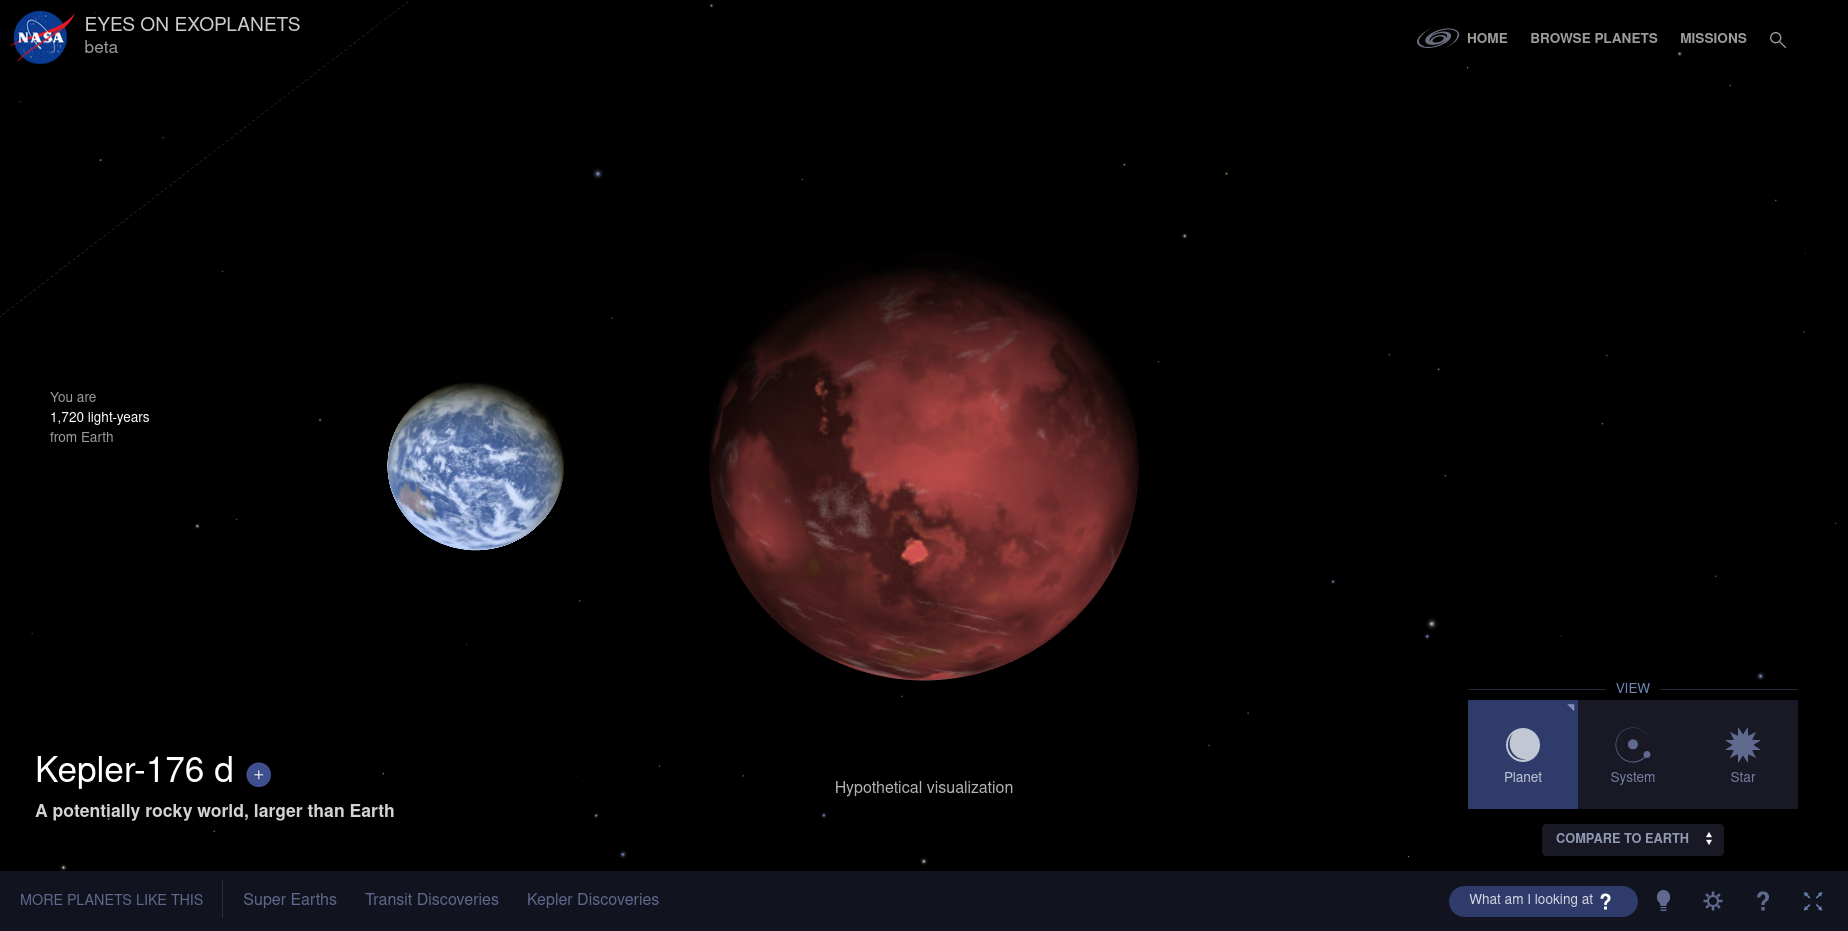 NASA
EYES ON EXOPLANETS
beta
HOME
BROWSE PLANETS
MISSIONS
You are
1,720 light-years
from Earth
Kepler-176 d +
A potentially rocky world, larger than Earth
Hypothetical visualization
VIEW
Planet
System
Star
COMPARE TO EARTH
MORE PLANETS LIKE THIS
Super Earths
Transit Discoveries
Kepler Discoveries
What am I looking at ?
?